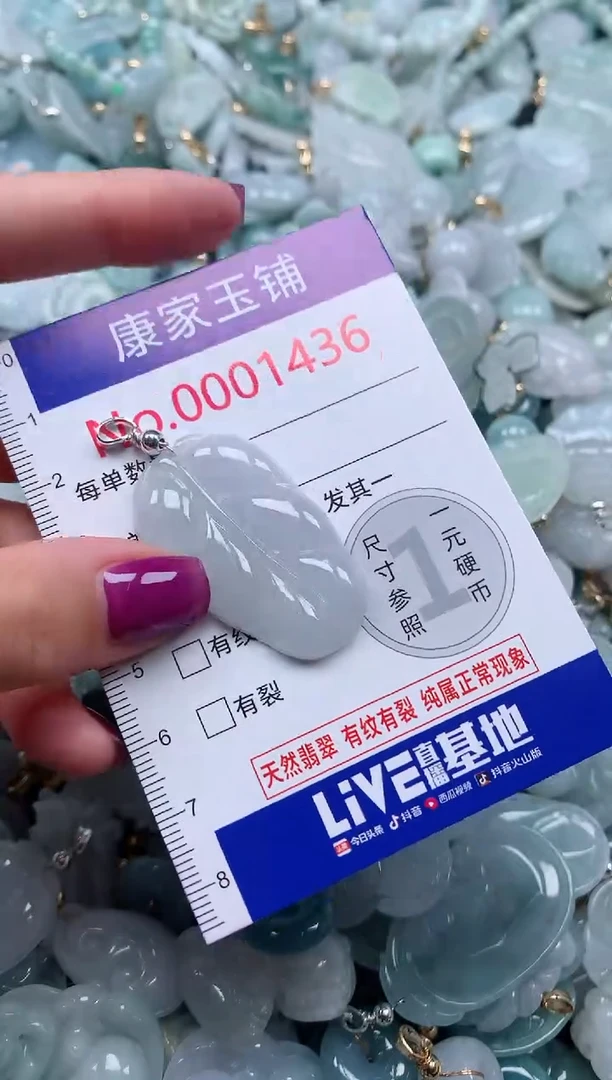 康家玉铺
No.0001436
每单数
发其一
尺寸参照
1
一元硬币
有纹
有裂
天然翡翠 有纹有裂 纯属正常现象
LiVE直播基地
今日头条 抖音 西瓜视频 抖音火山版
0
1
2
5
6
7
8